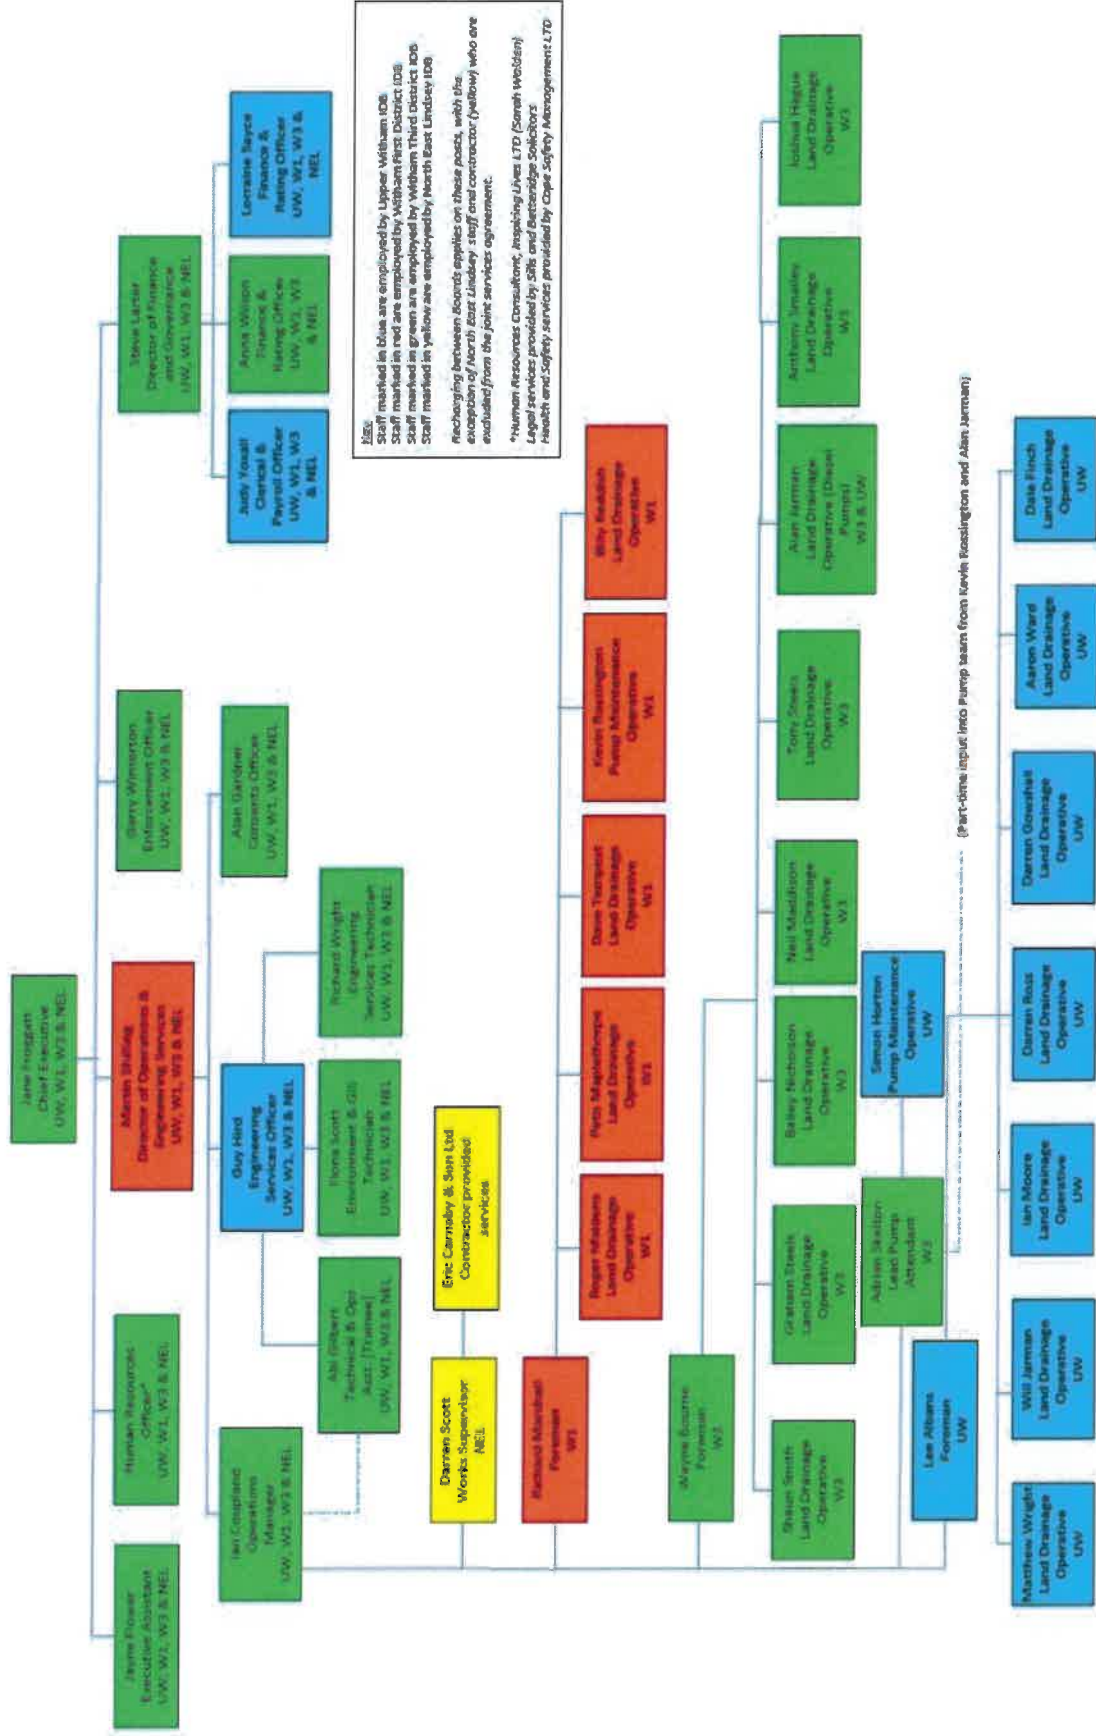 Jane Froggatt
Chief Executive
UW, W1, W3 & NEL
Jayne Flower
Executive Assistant
UW, W1, W3 & NEL
Human Resources
Officer*
UW, W1, W3 & NEL
Martin Shilling
Director of Operations &
Engineering Services
UW, W1, W3 & NEL
Garry Winterton
Enforcement Officer
UW, W1, W3 & NEL
Steve Larter
Director of Finance
and Governance
UW, W1, W3 & NEL
Ian Coupland
Operations
Manager
UW, W1, W3 & NEL
Guy Hird
Engineering
Services Officer
UW, W1, W3 & NEL
Alan Gardner
Consents Officer
UW, W1, W3 & NEL
Judy Yoxall
Clerical &
Payroll Officer
UW, W1, W3
& NEL
Anna Wilson
Finance &
Rating Officer
UW, W1, W3
& NEL
Lorraine Sayce
Finance &
Rating Officer
UW, W1, W3 &
NEL
Abi Gilbert
Technical & Ops
Asst. (Trainee)
UW, W1, W3 & NEL
Fiona Scott
Environment & GIS
Technician
UW, W1, W3 & NEL
Richard Wright
Engineering
Services Technician
UW, W1, W3 & NEL
Key:
Staff marked in blue are employed by Upper Witham IDB
Staff marked in red are employed by Witham First District IDB
Staff marked in green are employed by Witham Third District IDB
Staff marked in yellow are employed by North East Lindsey IDB
Recharging between Boards applies on these posts, with the
exception of North East Lindsey staff and contractor (yellow) who are
excluded from the joint services agreement.
*Human Resources Consultant, Inspiring Lives LTD (Sarah Welden)
Legal services provided by Sills and Betteridge Solicitors
Health and Safety services provided by Cope Safety Management LTD
Darren Scott
Works Supervisor
NEL
Eric Carnaby & Son Ltd
Contractor provided
services
Richard Marshall
Foreman
W1
Roger Maidens
Land Drainage
Operative
W1
Pete Maplethorpe
Land Drainage
Operative
W1
Dave Tempest
Land Drainage
Operative
W1
Kevin Rossington
Pump Maintenance
Operative
W1
Billy Readish
Land Drainage
Operative
W1
Wayne Bourne
Foreman
W3
Shaun Smith
Land Drainage
Operative
W3
Graham Steels
Land Drainage
Operative
W3
Bailey Nicholson
Land Drainage
Operative
W3
Neil Maddison
Land Drainage
Operative
W3
Tony Steers
Land Drainage
Operative
W3
Alan Jarman
Land Drainage
Operative (Diesel
Pumps)
W3 & UW
Anthony Smalley
Land Drainage
Operative
W3
Joshua Hague
Land Drainage
Operative
W3
Adrian Skelton
Lead Pump
Attendant
W3
Simon Horton
Pump Maintenance
Operative
UW
(Part-time input into Pump team from Kevin Rossington and Alan Jarman)
Lee Albans
Foreman
UW
Matthew Wright
Land Drainage
Operative
UW
Will Jarman
Land Drainage
Operative
UW
Ian Moore
Land Drainage
Operative
UW
Darren Ross
Land Drainage
Operative
UW
Darren Gowshall
Land Drainage
Operative
UW
Aaron Ward
Land Drainage
Operative
UW
Dale Finch
Land Drainage
Operative
UW